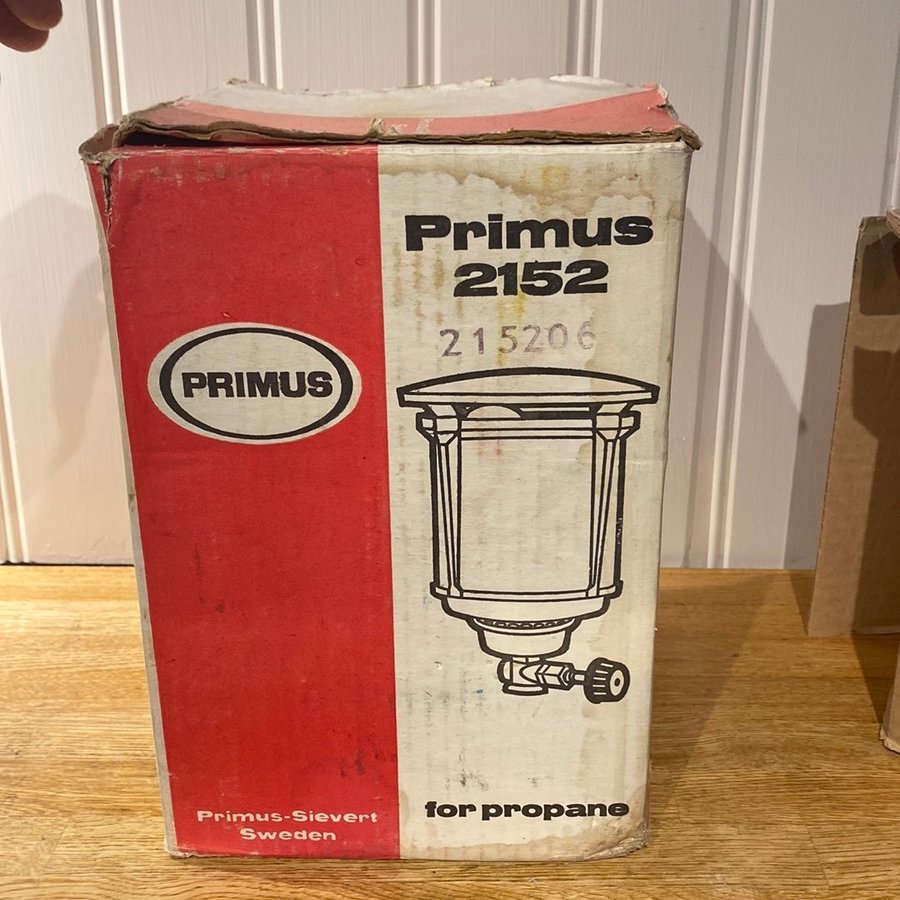 Primus
2152
215206
PRIMUS
Primus-Sievert
Sweden
for propane